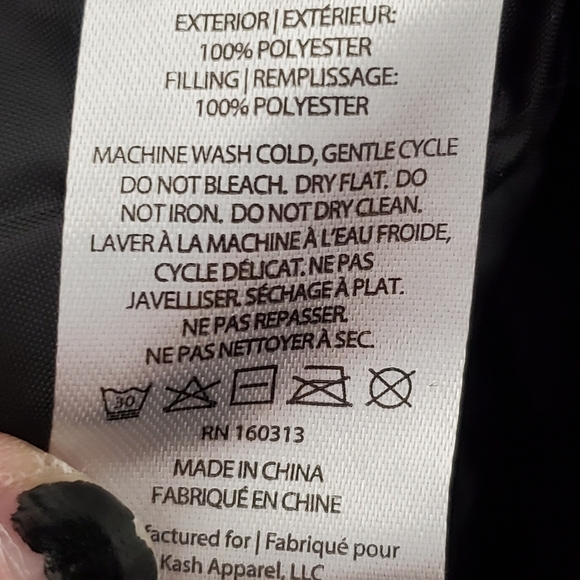 EXTERIOR | EXTÉRIEUR:
100% POLYESTER
FILLING | REMPLISSAGE:
100% POLYESTER
MACHINE WASH COLD, GENTLE CYCLE
DO NOT BLEACH. DRY FLAT. DO
NOT IRON. DO NOT DRY CLEAN.
LAVER À LA MACHINE À L'EAU FROIDE,
CYCLE DÉLICAT. NE PAS
JAVELLISER. SÉCHAGE À PLAT.
NE PAS REPASSER.
NE PAS NETTOYER À SEC.
30
RN 160313
MADE IN CHINA
FABRIQUÉ EN CHINE
factured for | Fabriqué pour
Kash Apparel, LLC